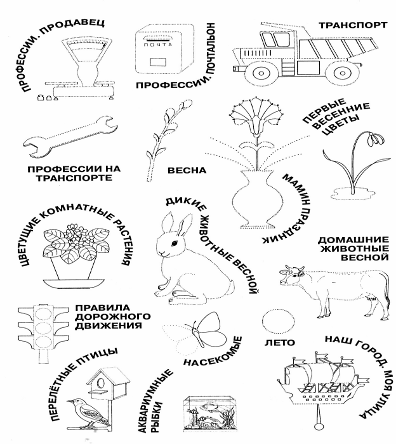 ПРОФЕССИИ. ПРОДАВЕЦ
ПОЧТА
ПРОФЕССИИ. ПОЧТАЛЬОН
ТРАНСПОРТ
ПРОФЕССИИ НА
ТРАНСПОРТЕ
ВЕСНА
МАМИН ПРАЗДНИК
ПЕРВЫЕ
ВЕСЕННИЕ
ЦВЕТЫ
ЦВЕТУЩИЕ КОМНАТНЫЕ РАСТЕНИЯ
ДИКИЕ ЖИВОТНЫЕ ВЕСНОЙ
ДОМАШНИЕ
ЖИВОТНЫЕ
ВЕСНОЙ
ПРАВИЛА
ДОРОЖНОГО
ДВИЖЕНИЯ
НАСЕКОМЫЕ
ЛЕТО
НАШ ГОРОД. МОЯ УЛИЦА
ПЕРЕЛЁТНЫЕ ПТИЦЫ
АКВАРИУМНЫЕ
РЫБКИ